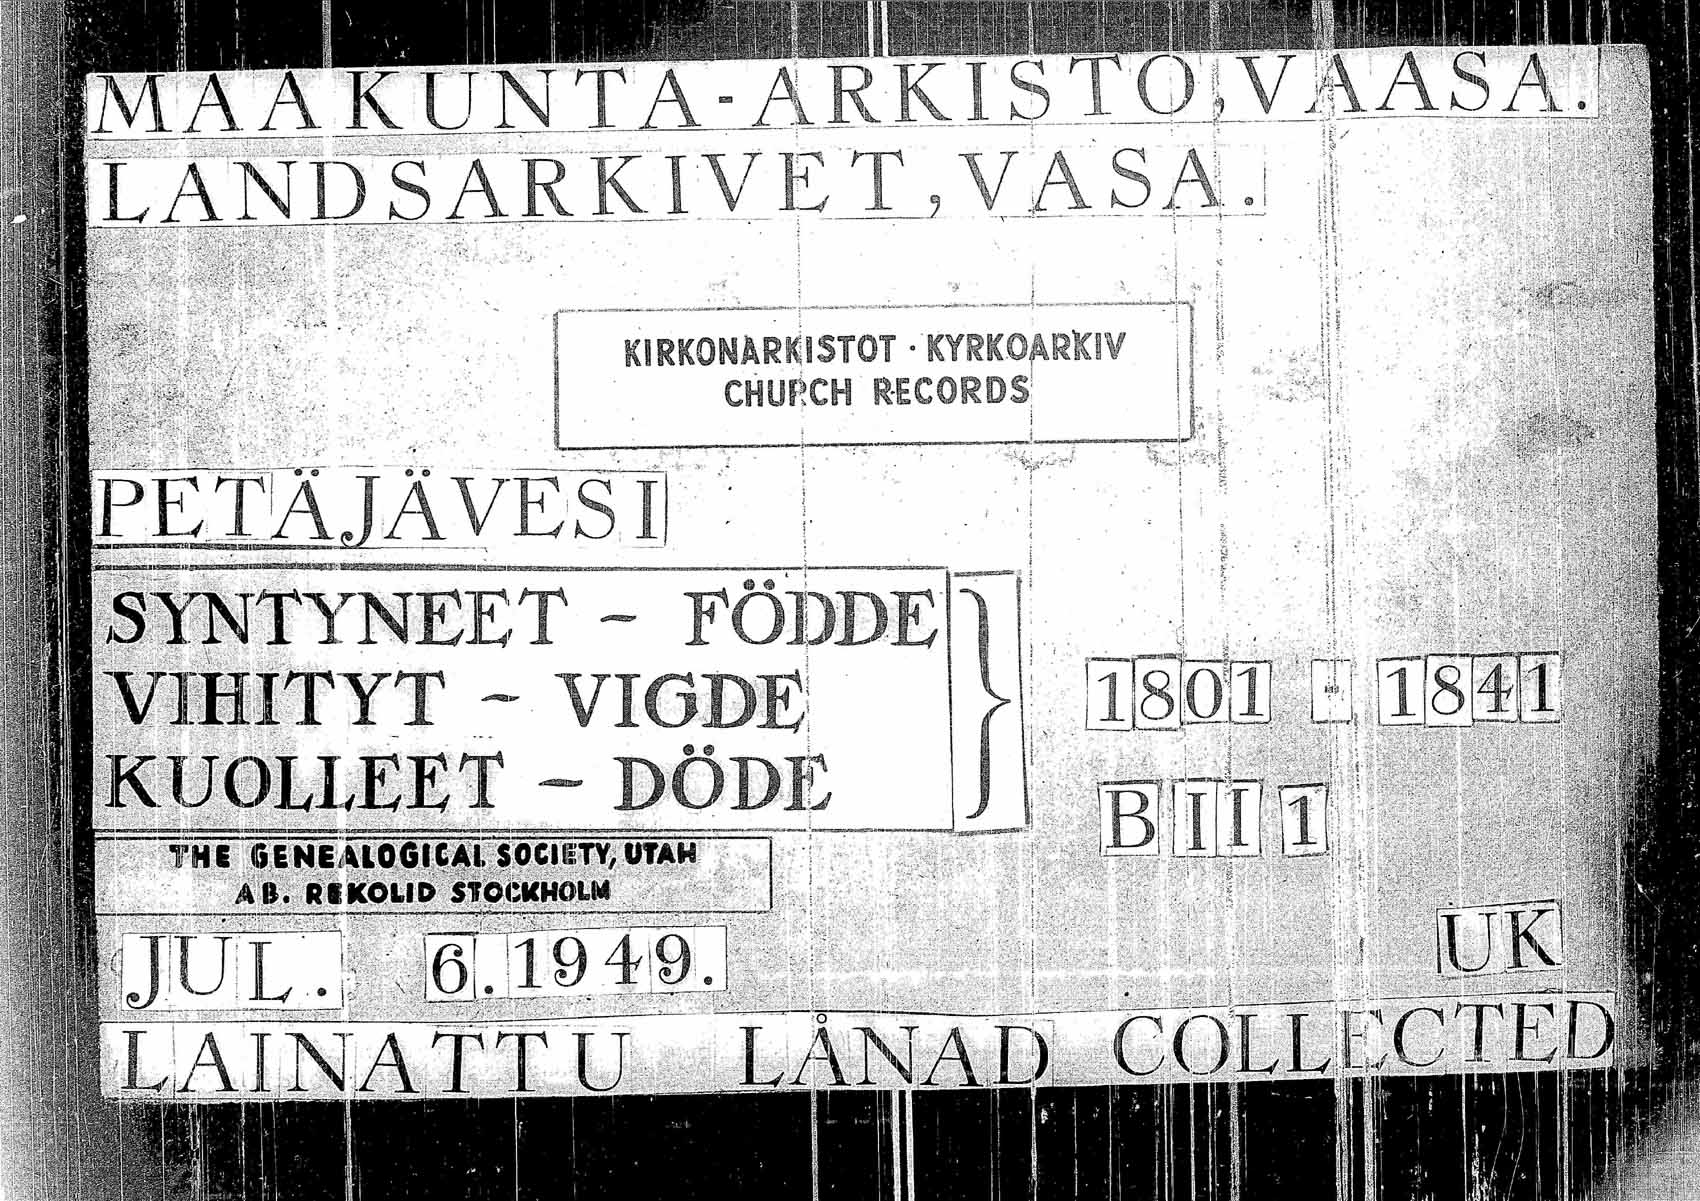 MAAKUNTA-ARKISTO, VAASA.
LANDSARKIVET, VASA.
KIRKONARKISTOT · KYRKOARKIV
CHURCH RECORDS
PETÄJÄVESI
SYNTYNEET - FÖDDE
VIHITYT - VIGDE
KUOLLEET - DÖDE
} 1801 - 1841
B II 1
THE GENEALOGICAL SOCIETY, UTAH
AB. REKOLID STOCKHOLM
JUL. 6. 1949.
UK
LAINATTU LÅNAD COLLECTED